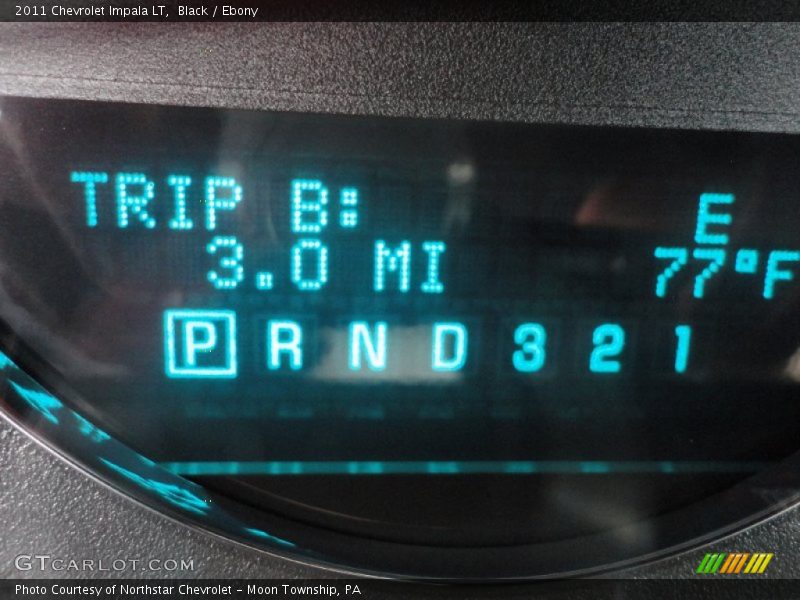 2011 Chevrolet Impala LT,  Black / Ebony
TRIP B:
E
3.0 MI
77°F
P R N D 3 2 1
GTCARLOT.COM
Photo Courtesy of Northstar Chevrolet - Moon Township, PA